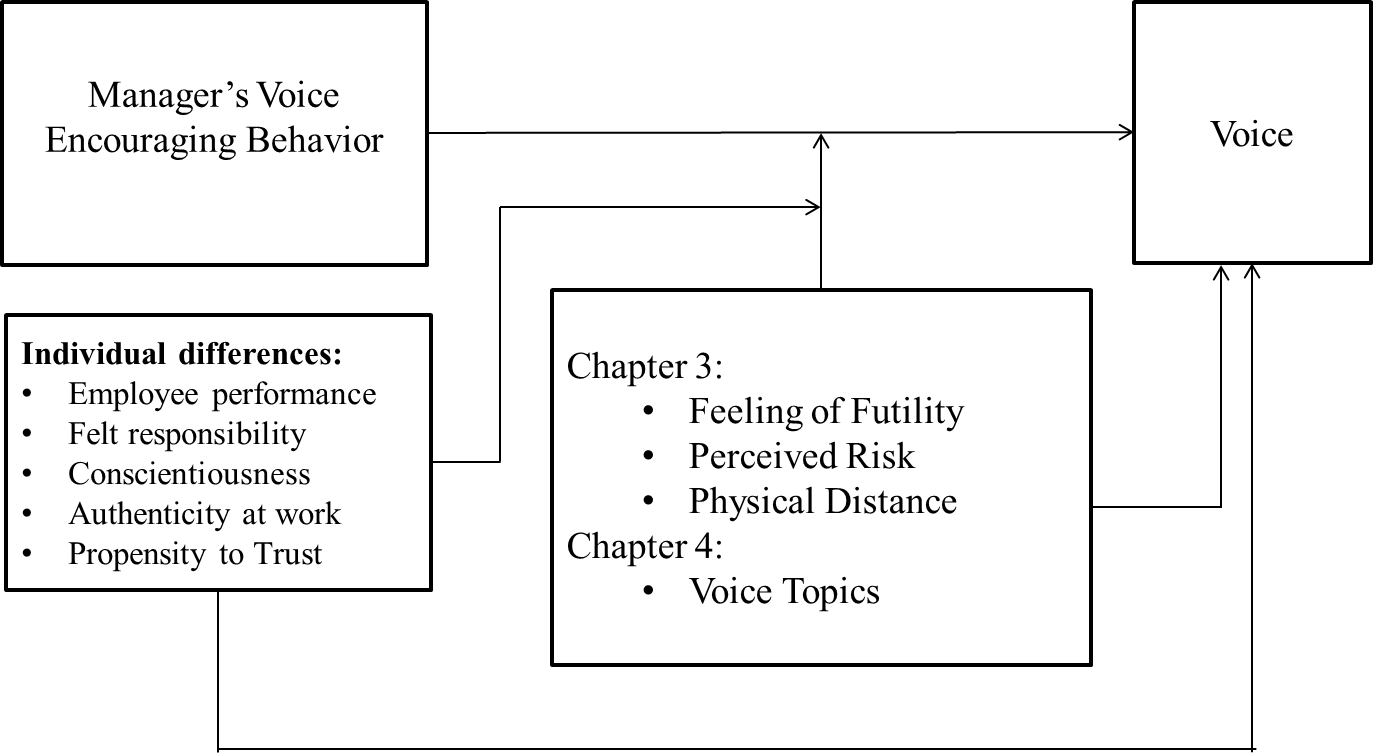 Manager’s Voice
Encouraging Behavior
Voice
Individual differences:
• Employee performance
• Felt responsibility
• Conscientiousness
• Authenticity at work
• Propensity to Trust
Chapter 3:
• Feeling of Futility
• Perceived Risk
• Physical Distance
Chapter 4:
• Voice Topics